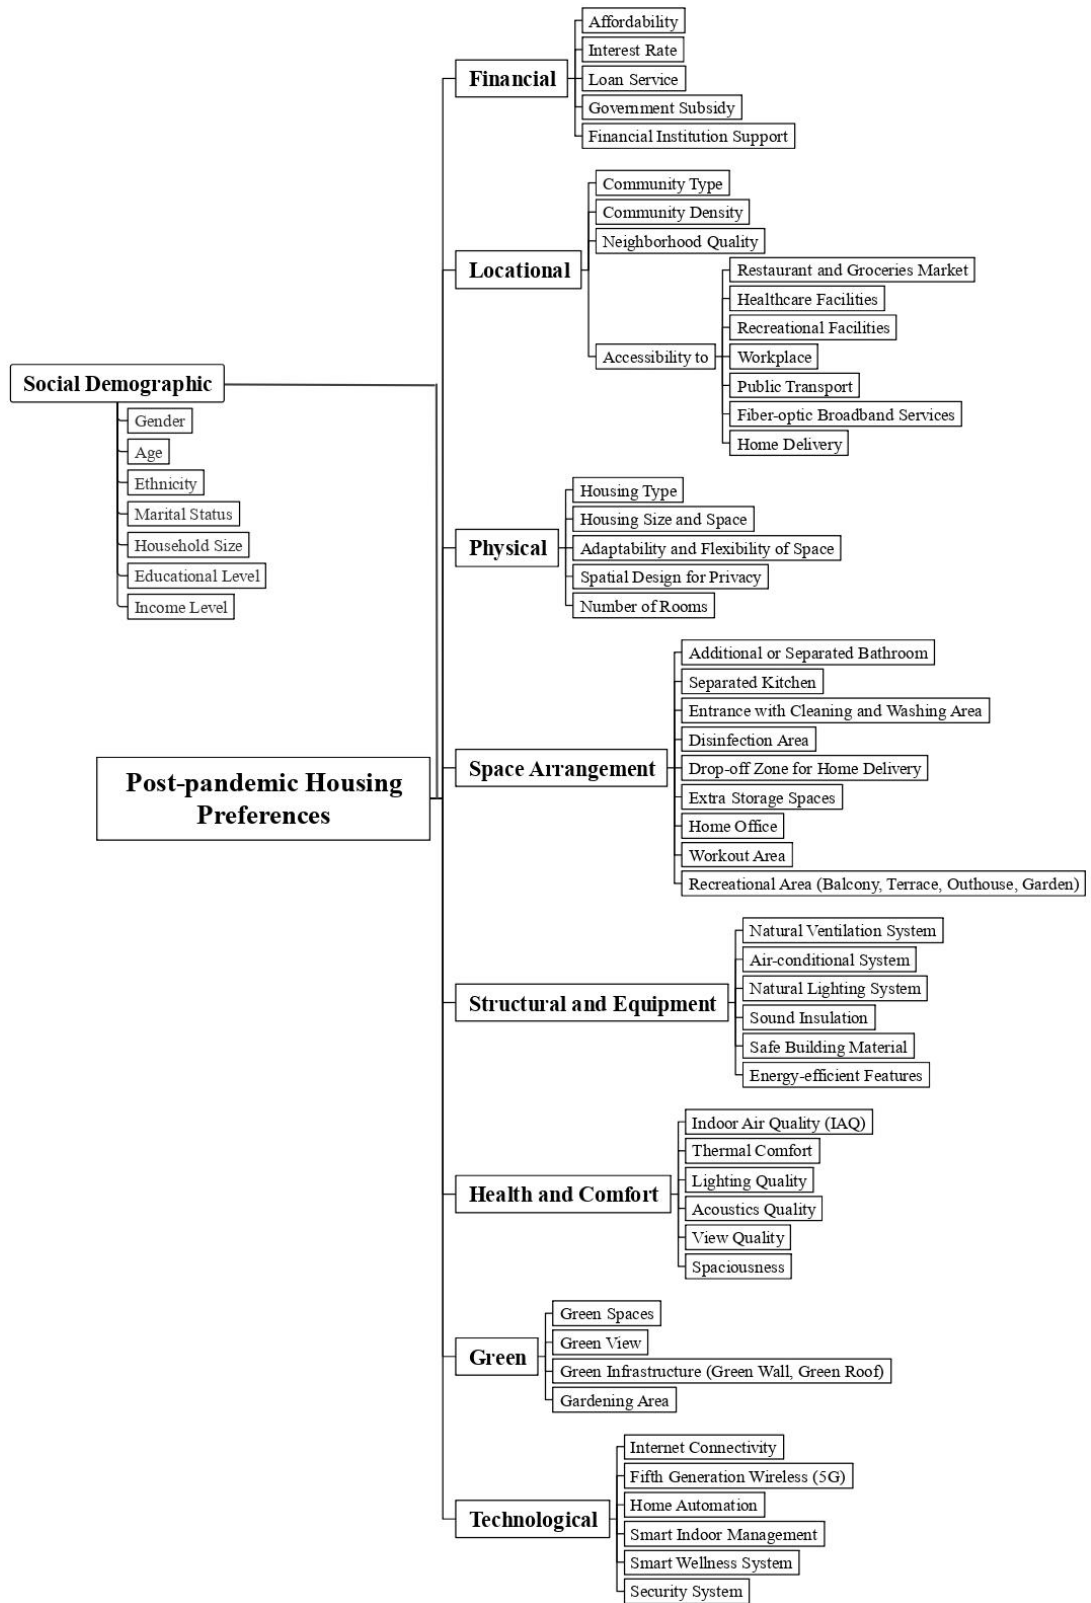 Social Demographic
Gender
Age
Ethnicity
Marital Status
Household Size
Educational Level
Income Level
Post-pandemic Housing
Preferences
Financial
Affordability
Interest Rate
Loan Service
Government Subsidy
Financial Institution Support
Locational
Community Type
Community Density
Neighborhood Quality
Accessibility to
Restaurant and Groceries Market
Healthcare Facilities
Recreational Facilities
Workplace
Public Transport
Fiber-optic Broadband Services
Home Delivery
Physical
Housing Type
Housing Size and Space
Adaptability and Flexibility of Space
Spatial Design for Privacy
Number of Rooms
Space Arrangement
Additional or Separated Bathroom
Separated Kitchen
Entrance with Cleaning and Washing Area
Disinfection Area
Drop-off Zone for Home Delivery
Extra Storage Spaces
Home Office
Workout Area
Recreational Area (Balcony, Terrace, Outhouse, Garden)
Structural and Equipment
Natural Ventilation System
Air-conditional System
Natural Lighting System
Sound Insulation
Safe Building Material
Energy-efficient Features
Health and Comfort
Indoor Air Quality (IAQ)
Thermal Comfort
Lighting Quality
Acoustics Quality
View Quality
Spaciousness
Green
Green Spaces
Green View
Green Infrastructure (Green Wall, Green Roof)
Gardening Area
Technological
Internet Connectivity
Fifth Generation Wireless (5G)
Home Automation
Smart Indoor Management
Smart Wellness System
Security System